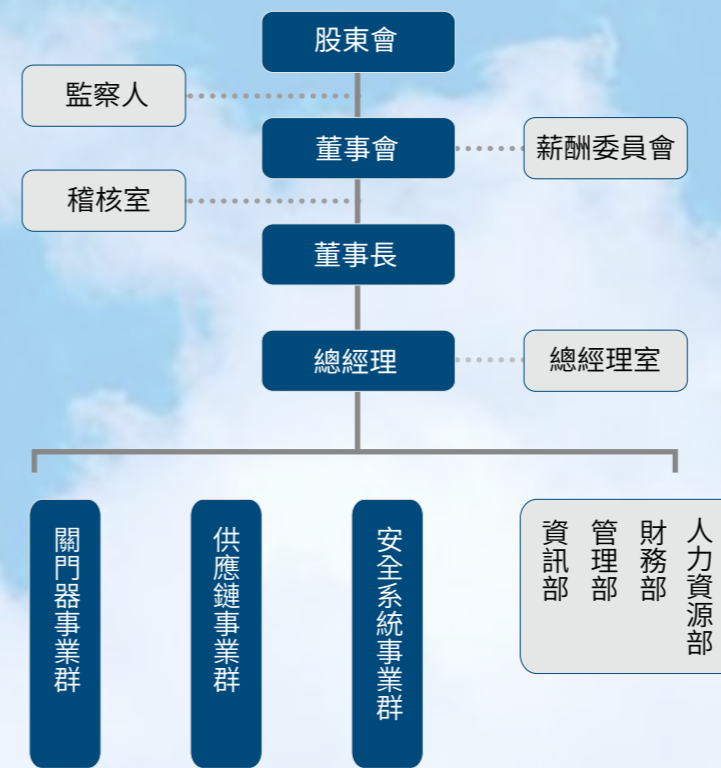 股東會
監察人
董事會
薪酬委員會
稽核室
董事長
總經理
總經理室
關門器事業群
供應鏈事業群
安全系統事業群
資訊部
管理部
財務部
人力資源部